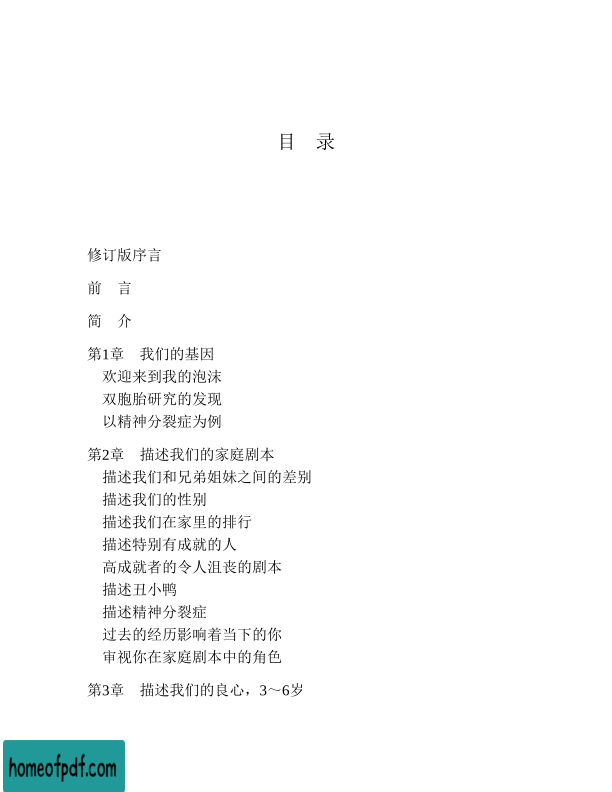 目　录
修订版序言
前　言
简　介
第1章　我们的基因
欢迎来到我的泡沫
双胞胎研究的发现
以精神分裂症为例
第2章　描述我们的家庭剧本
描述我们和兄弟姐妹之间的差别
描述我们的性别
描述我们在家里的排行
描述特别有成就的人
高成就者的令人沮丧的剧本
描述丑小鸭
描述精神分裂症
过去的经历影响着当下的你
审视你在家庭剧本中的角色
第3章　描述我们的良心，3～6岁
homeofpdf.com